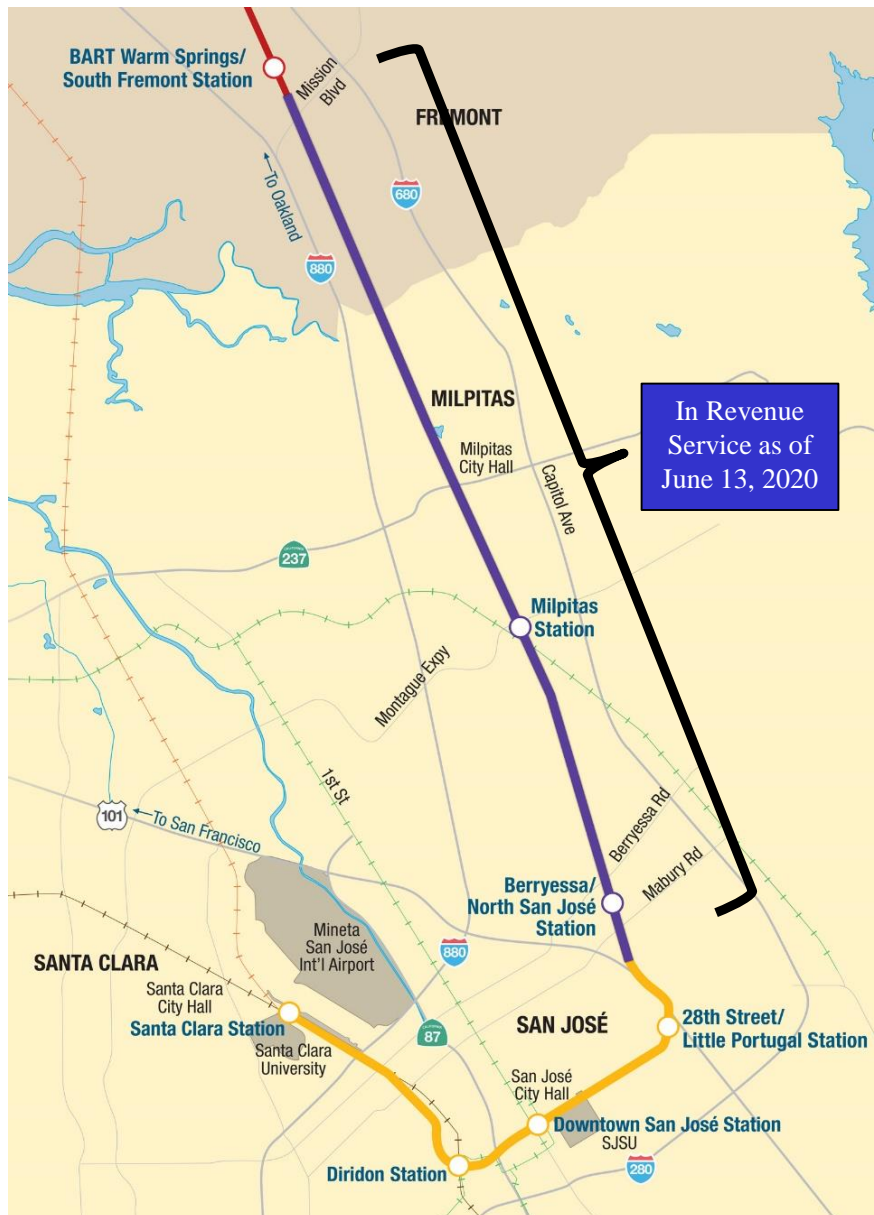 BART Warm Springs/
South Fremont Station
Mission
Blvd
FREMONT
←To Oakland
680
880
MILPITAS
Milpitas
City Hall
Capitol Ave
In Revenue
Service as of
June 13, 2020
CALIFORNIA
237
Milpitas
Station
Montague Expy
1st St
101
←To San Francisco
Berryessa Rd
Mabury Rd
Berryessa/
North San José
Station
Mineta
San José
Int'l Airport
880
SANTA CLARA
Santa Clara
City Hall
Santa Clara Station
Santa Clara
University
CALIFORNIA
87
SAN JOSÉ
28th Street/
Little Portugal Station
San José
City Hall
Downtown San José Station
SJSU
Diridon Station
280